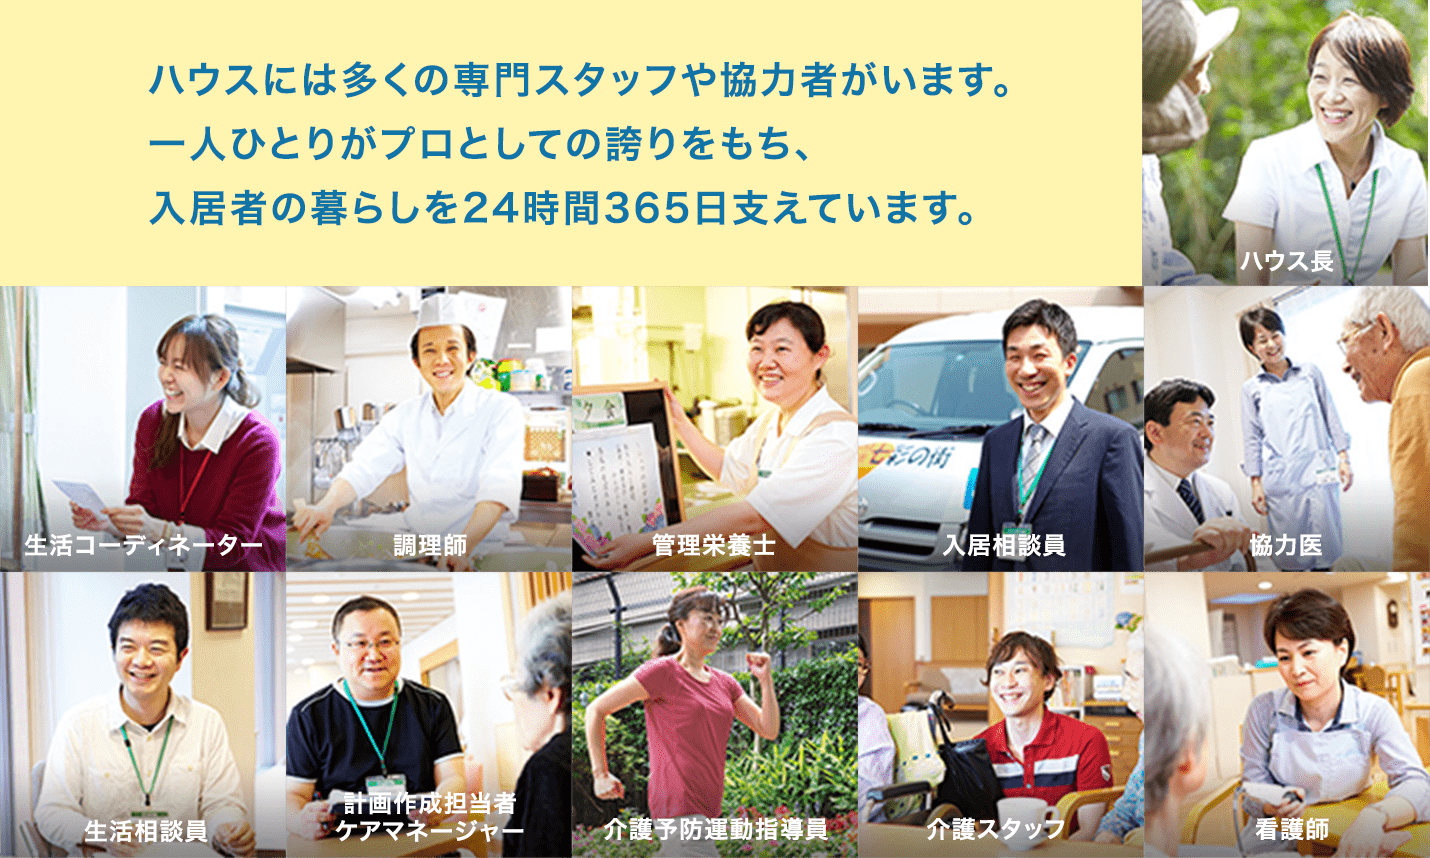 ハウスには多くの専門スタッフや協力者がいます。
一人ひとりがプロとしての誇りをもち、
入居者の暮らしを24時間365日支えています。
ハウス長
生活コーディネーター
調理師
夕食
管理栄養士
七彩の街
入居相談員
協力医
生活相談員
計画作成担当者
ケアマネージャー
介護予防運動指導員
介護スタッフ
看護師